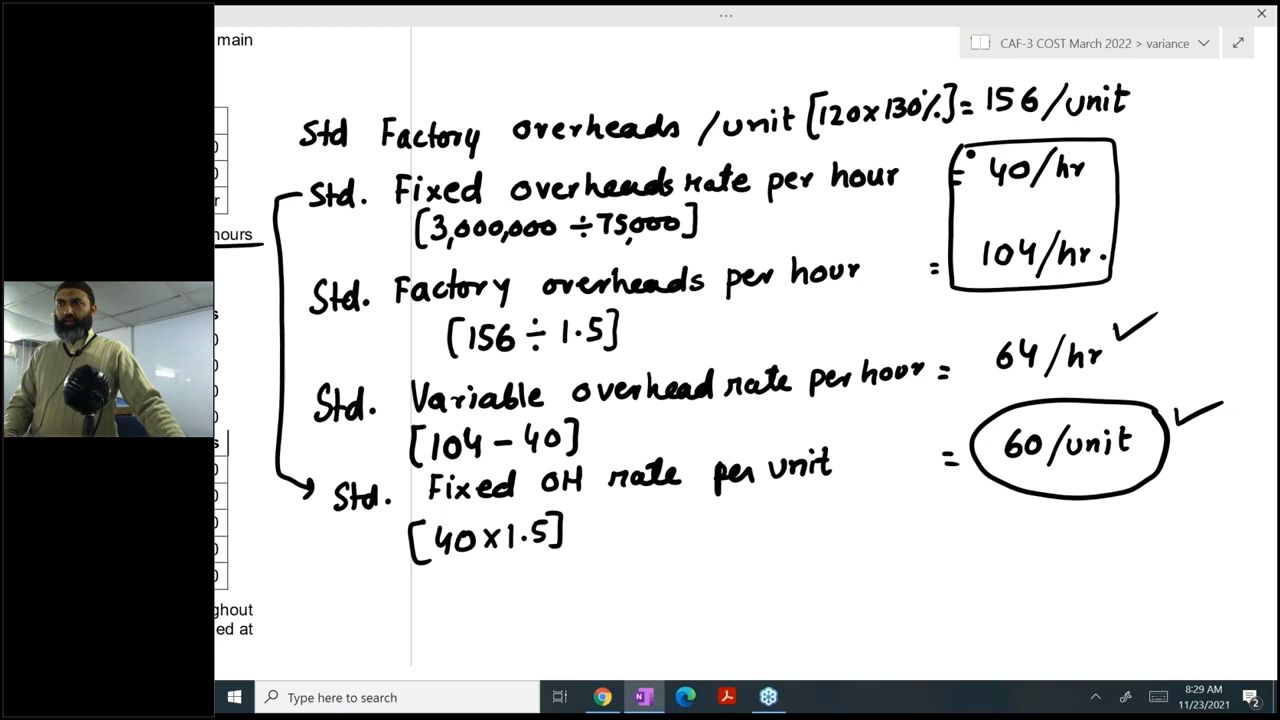 main
CAF-3 COST March 2022 > variance
Std Factory overheads /unit [120x130%] = 156/unit
Std. Fixed overheads rate per hour = 40/hr
[3,000,000 ÷ 75,000]
hours
Std. Factory overheads per hour = 104/hr.
[156 ÷ 1.5]
Std. Variable overhead rate per hour = 64/hr
[104 - 40]
Std. Fixed OH rate per unit = 60/unit
[40 x 1.5]
ghout
ed at
Type here to search
8:29 AM
11/23/2021
2